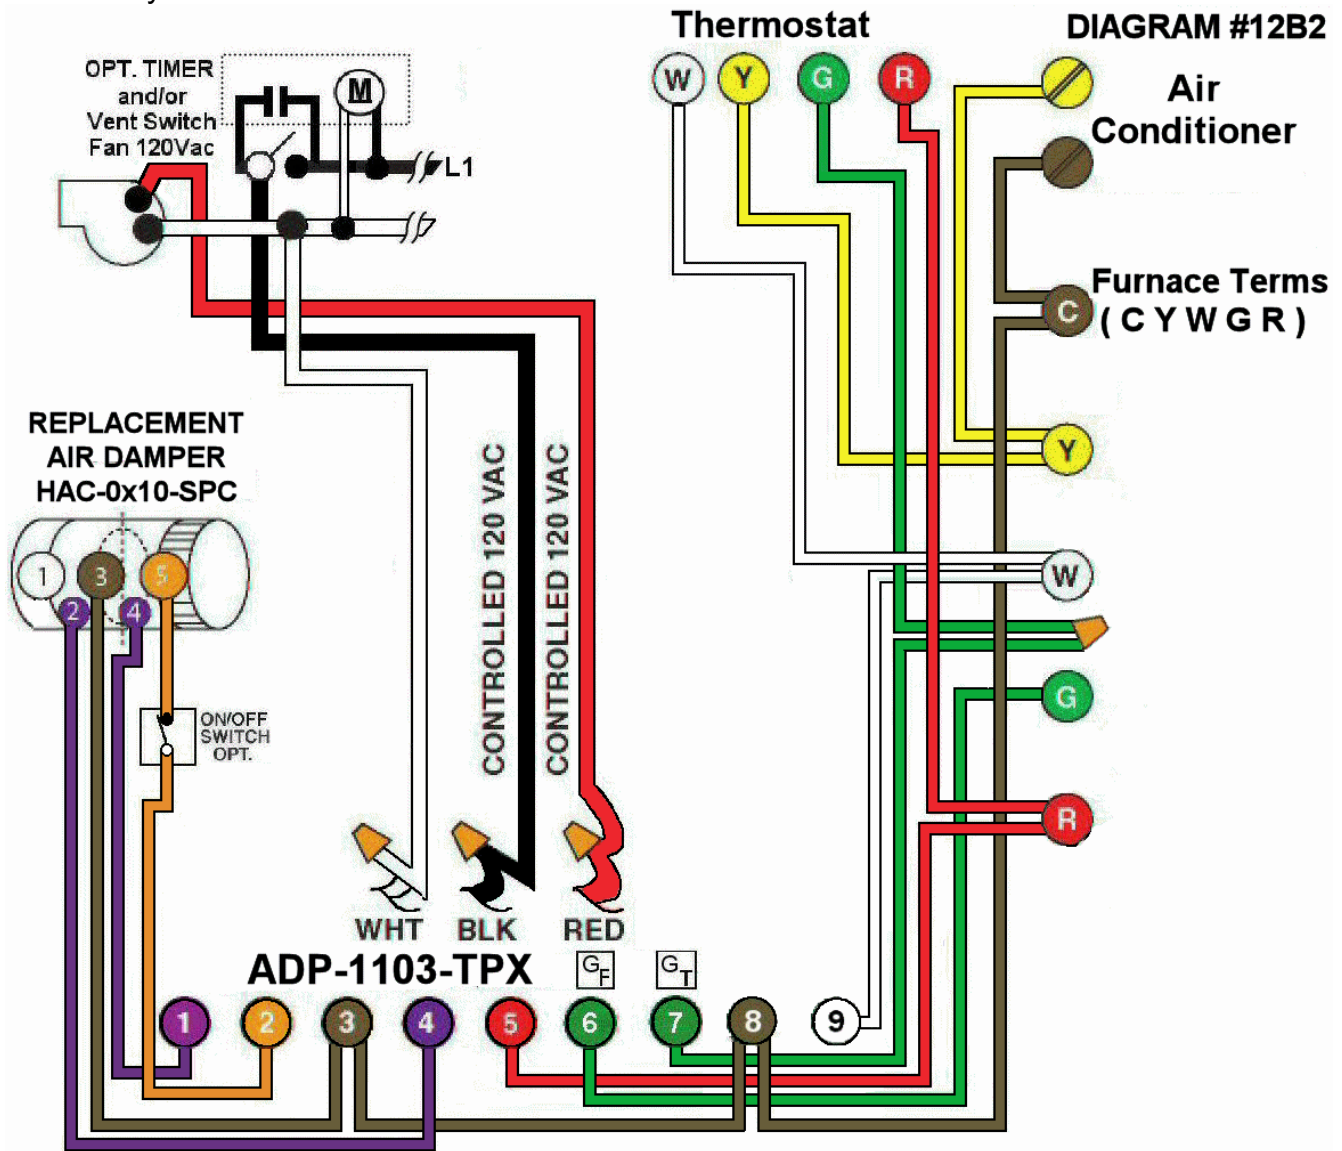 Thermostat
DIAGRAM #12B2
W
Y
G
R
Air
Conditioner
OPT. TIMER
and/or
Vent Switch
Fan 120Vac
M
L1
Furnace Terms
( C Y W G R )
C
Y
W
G
R
REPLACEMENT
AIR DAMPER
HAC-0x10-SPC
1
3
5
2
4
ON/OFF
SWITCH
OPT.
CONTROLLED 120 VAC
CONTROLLED 120 VAC
WHT
BLK
RED
ADP-1103-TPX
GF
GT
1
2
3
4
5
6
7
8
9